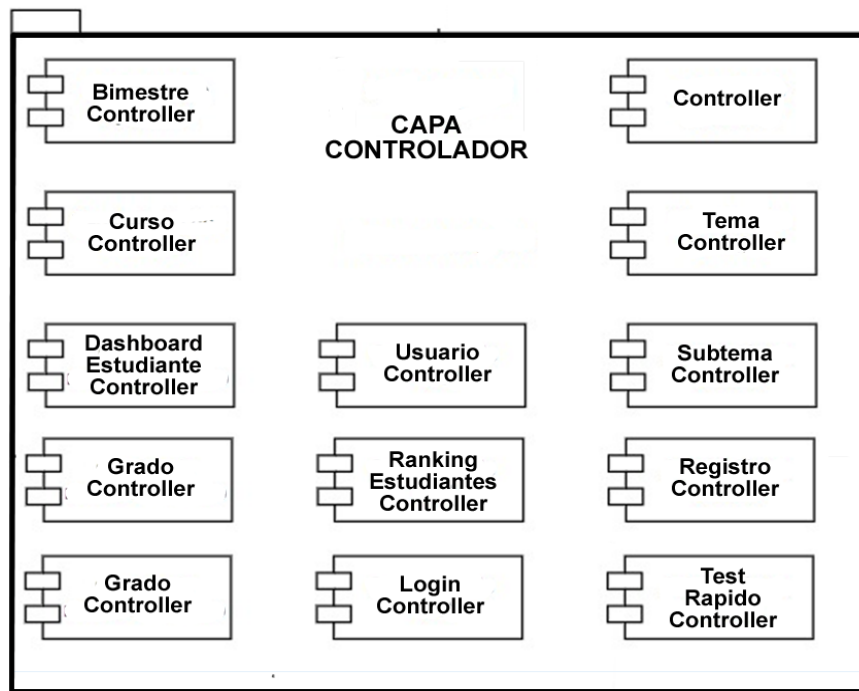 Bimestre
Controller
CAPA
CONTROLADOR
Controller
Curso
Controller
Tema
Controller
Dashboard
Estudiante
Controller
Usuario
Controller
Subtema
Controller
Grado
Controller
Ranking
Estudiantes
Controller
Registro
Controller
Grado
Controller
Login
Controller
Test
Rapido
Controller